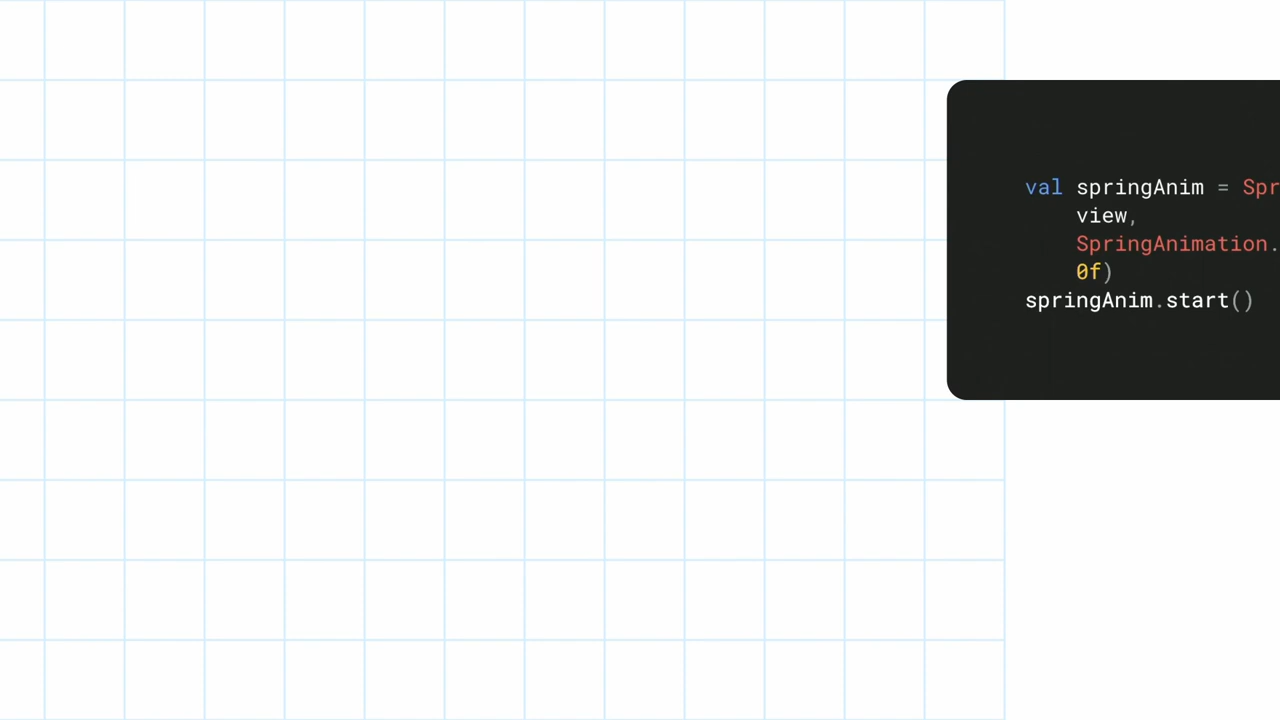 val springAnim = Spr
view,
SpringAnimation.
0f)
springAnim.start()